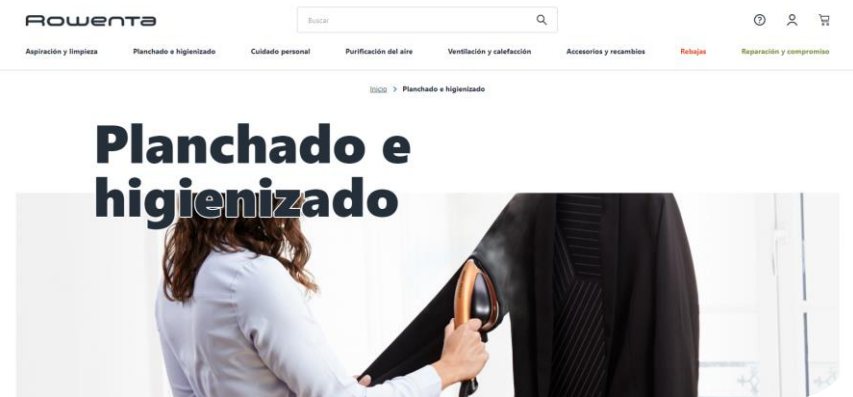 Rowenta
Buscar
Aspiración y limpieza Planchado e higienizado Cuidado personal Purificación del aire Ventilación y calefacción Accesorios y recambios Rebajas Reparación y compromiso
Inicio > Planchado e higienizado
Planchado e
higienizado